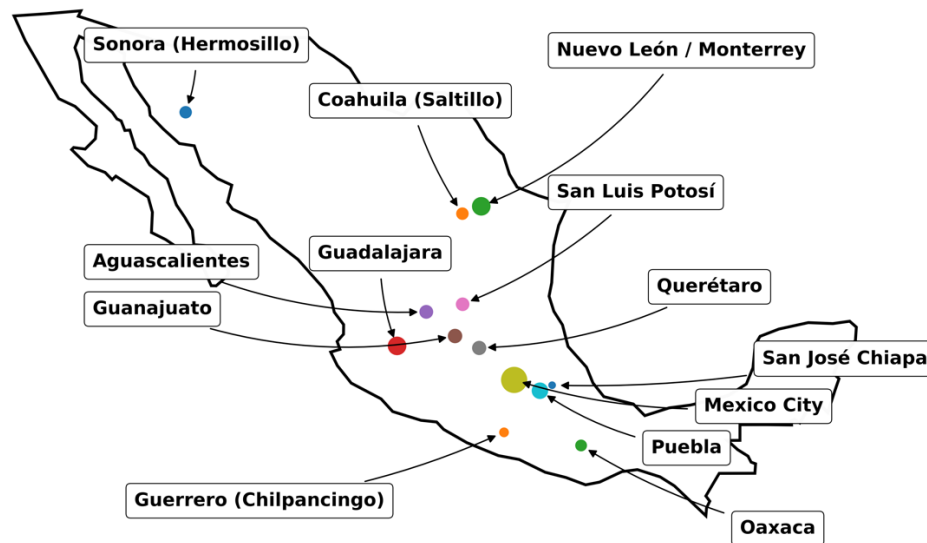 Sonora (Hermosillo)
Nuevo León / Monterrey
Coahuila (Saltillo)
San Luis Potosí
Aguascalientes
Guadalajara
Guanajuato
Querétaro
San José Chiapa
Mexico City
Puebla
Guerrero (Chilpancingo)
Oaxaca